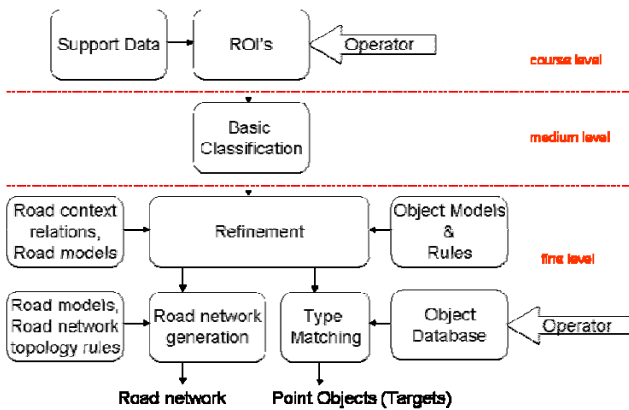 Support Data
ROI's
Operator
course level
Basic
Classification
medium level
Road context
relations,
Road models
Refinement
Object Models
&
Rules
fine level
Road models,
Road network
topology rules
Road network
generation
Type
Matching
Object
Database
Operator
Road network
Point Objects (Targets)